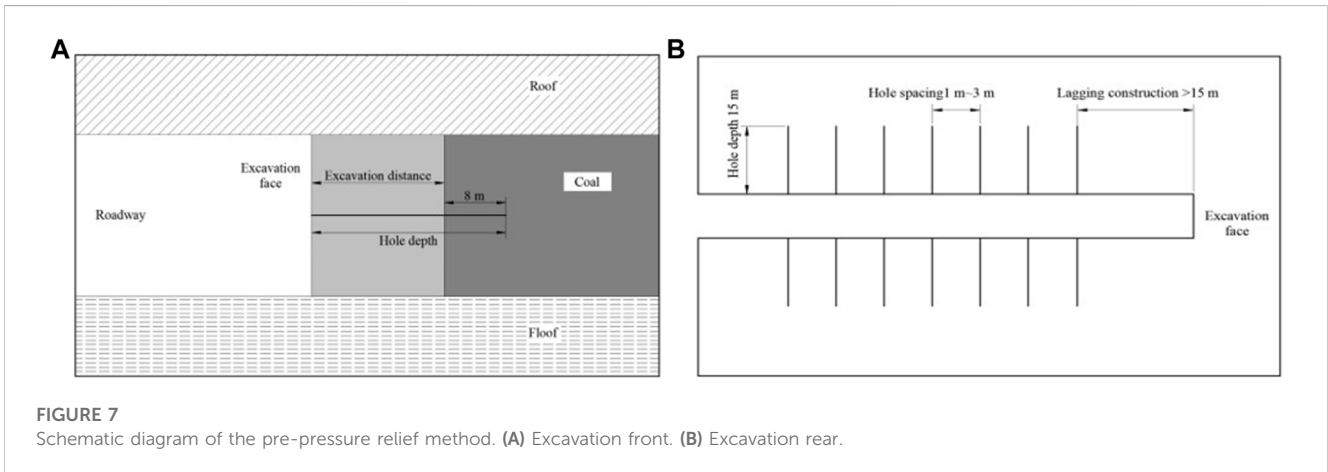 A
Roof
Excavation
face
Excavation distance
8 m
Coal
Roadway
Hole depth
Floof
B
Hole spacing1 m~3 m
Lagging construction >15 m
Hole depth 15 m
Excavation
face
FIGURE 7
Schematic diagram of the pre-pressure relief method. (A) Excavation front. (B) Excavation rear.